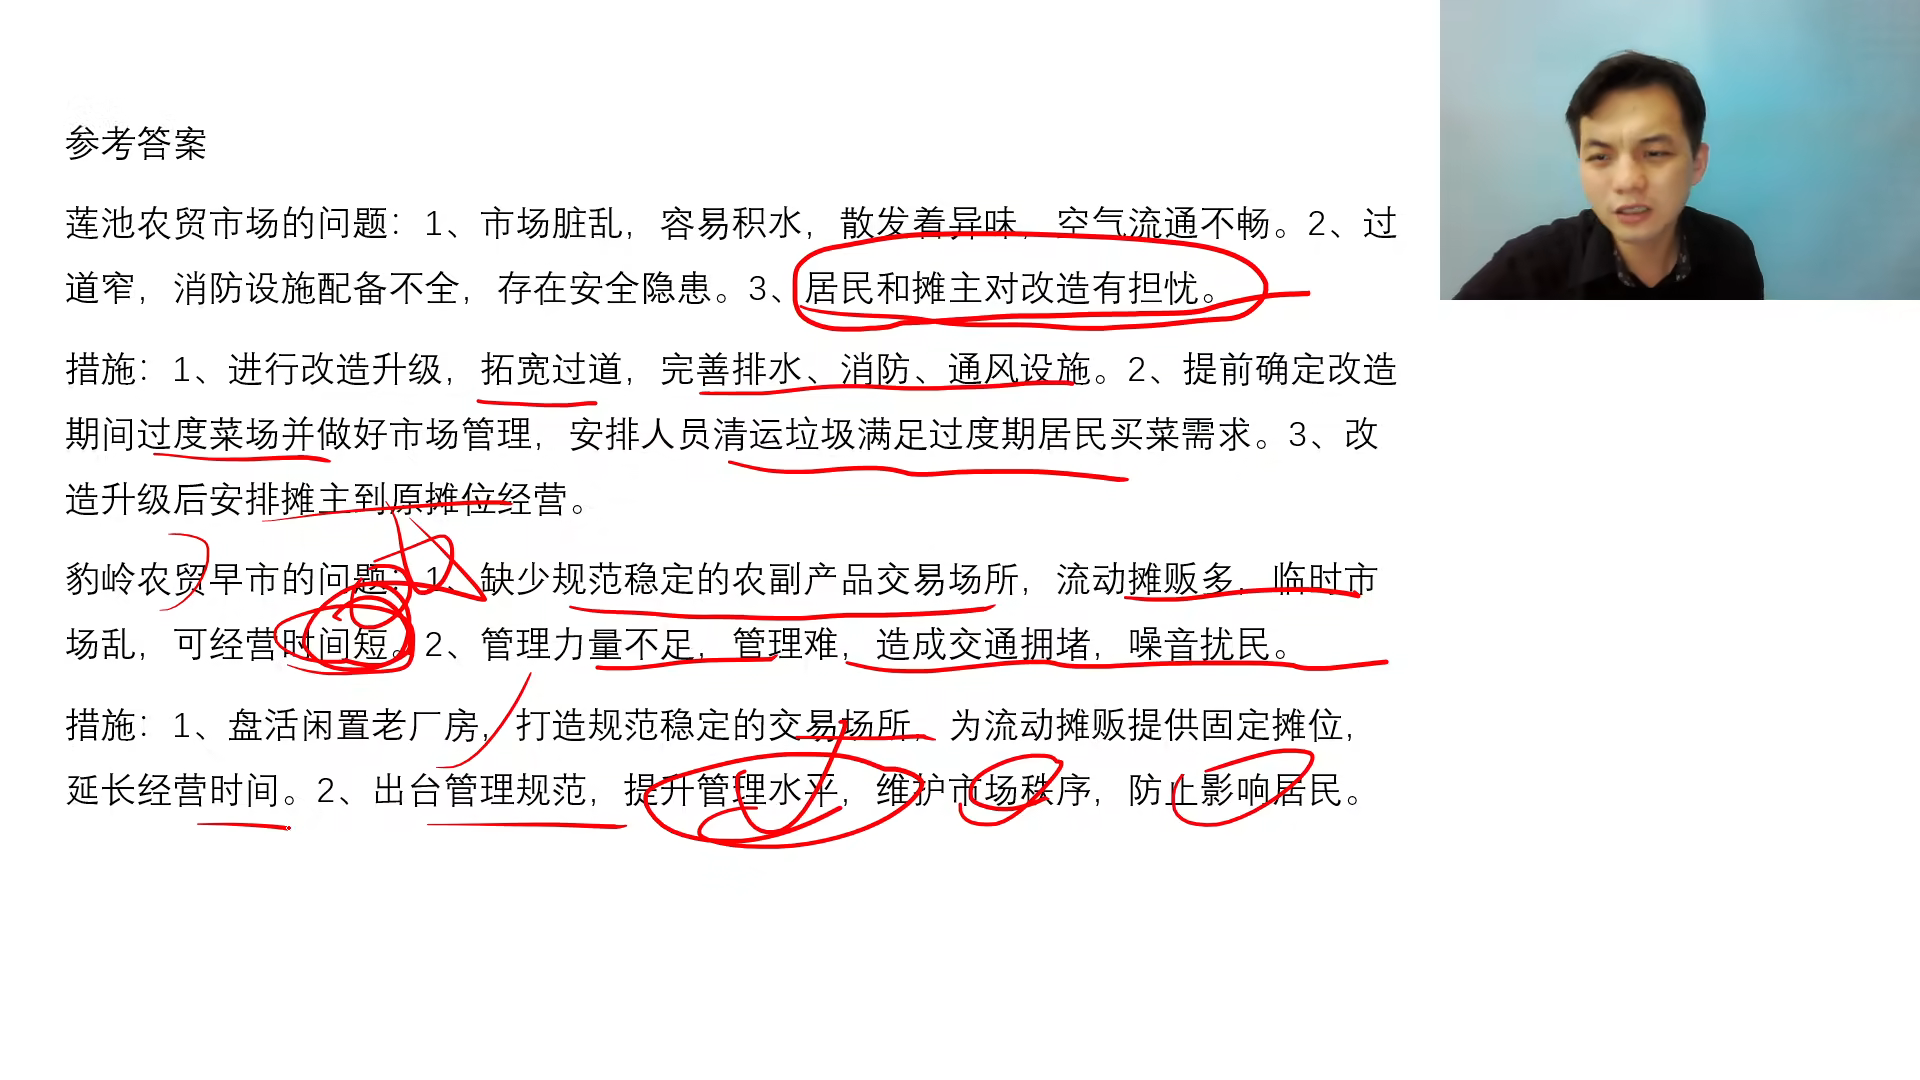 参考答案
莲池农贸市场的问题：1、市场脏乱，容易积水，散发着异味，空气流通不畅。2、过
道窄，消防设施配备不全，存在安全隐患。3、居民和摊主对改造有担忧。
措施：1、进行改造升级，拓宽过道，完善排水、消防、通风设施。2、提前确定改造
期间过度菜场并做好市场管理，安排人员清运垃圾满足过度期居民买菜需求。3、改
造升级后安排摊主到原摊位经营。
豹岭农贸早市的问题：1、缺少规范稳定的农副产品交易场所，流动摊贩多，临时市
场乱，可经营时间短。2、管理力量不足，管理难，造成交通拥堵，噪音扰民。
措施：1、盘活闲置老厂房，打造规范稳定的交易场所，为流动摊贩提供固定摊位，
延长经营时间。2、出台管理规范，提升管理水平，维护市场秩序，防止影响居民。